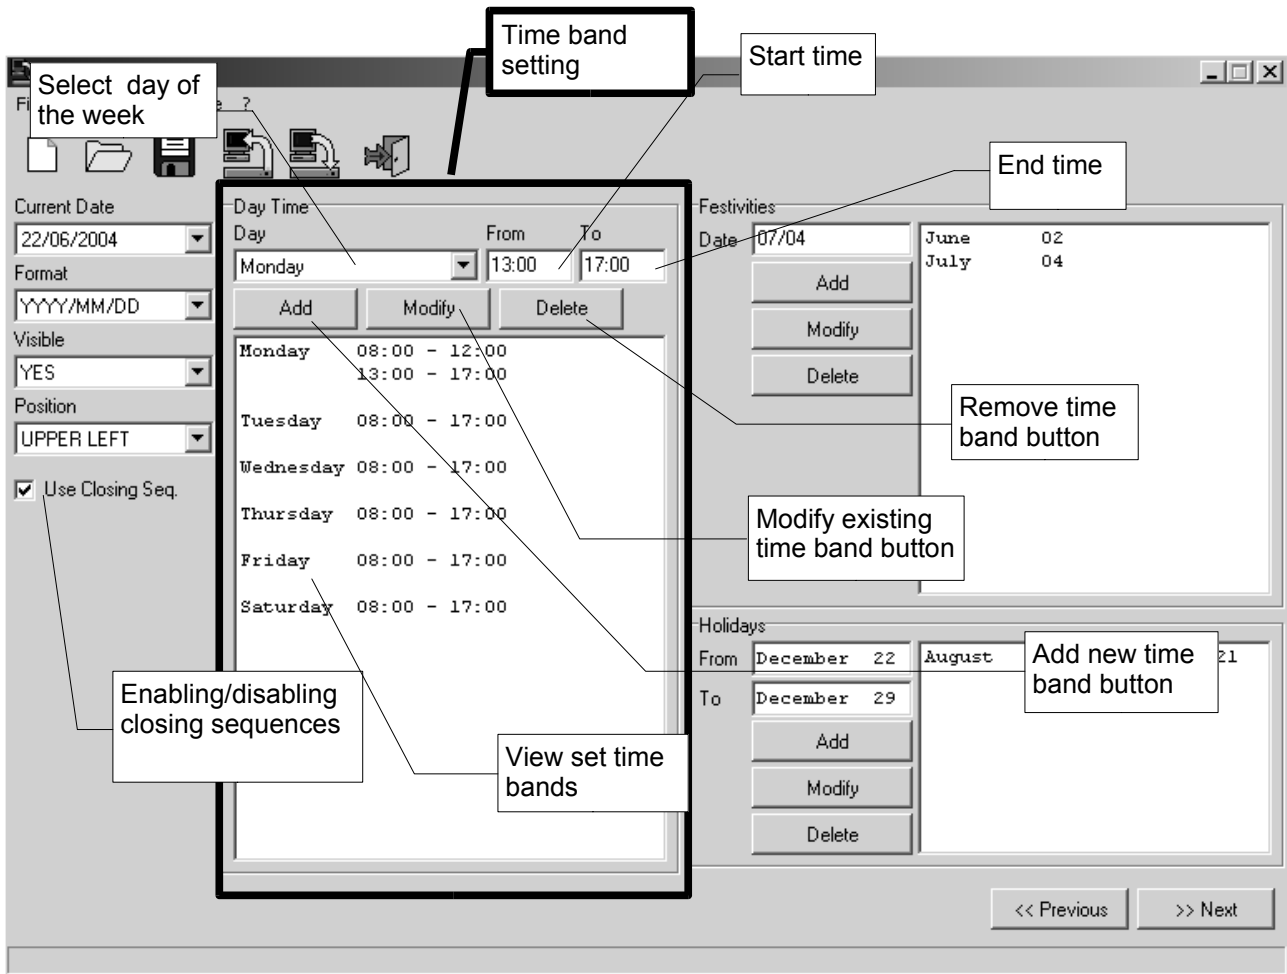 Time band
setting
Start time
Select day of
the week
?
End time
Current Date
22/06/2004
Format
YYYY/MM/DD
Visible
YES
Position
UPPER LEFT
Use Closing Seq.
Enabling/disabling
closing sequences
Day Time
Day From To
Monday 13:00 17:00
Add Modify Delete
Monday 08:00 - 12:00
13:00 - 17:00
Tuesday 08:00 - 17:00
Wednesday 08:00 - 17:00
Thursday 08:00 - 17:00
Friday 08:00 - 17:00
Saturday 08:00 - 17:00
View set time
bands
Festivities
Date 07/04
Add
Modify
Delete
June 02
July 04
Remove time
band button
Modify existing
time band button
Holidays
From December 22
To December 29
Add
Modify
Delete
August 21
Add new time
band button
<< Previous >> Next